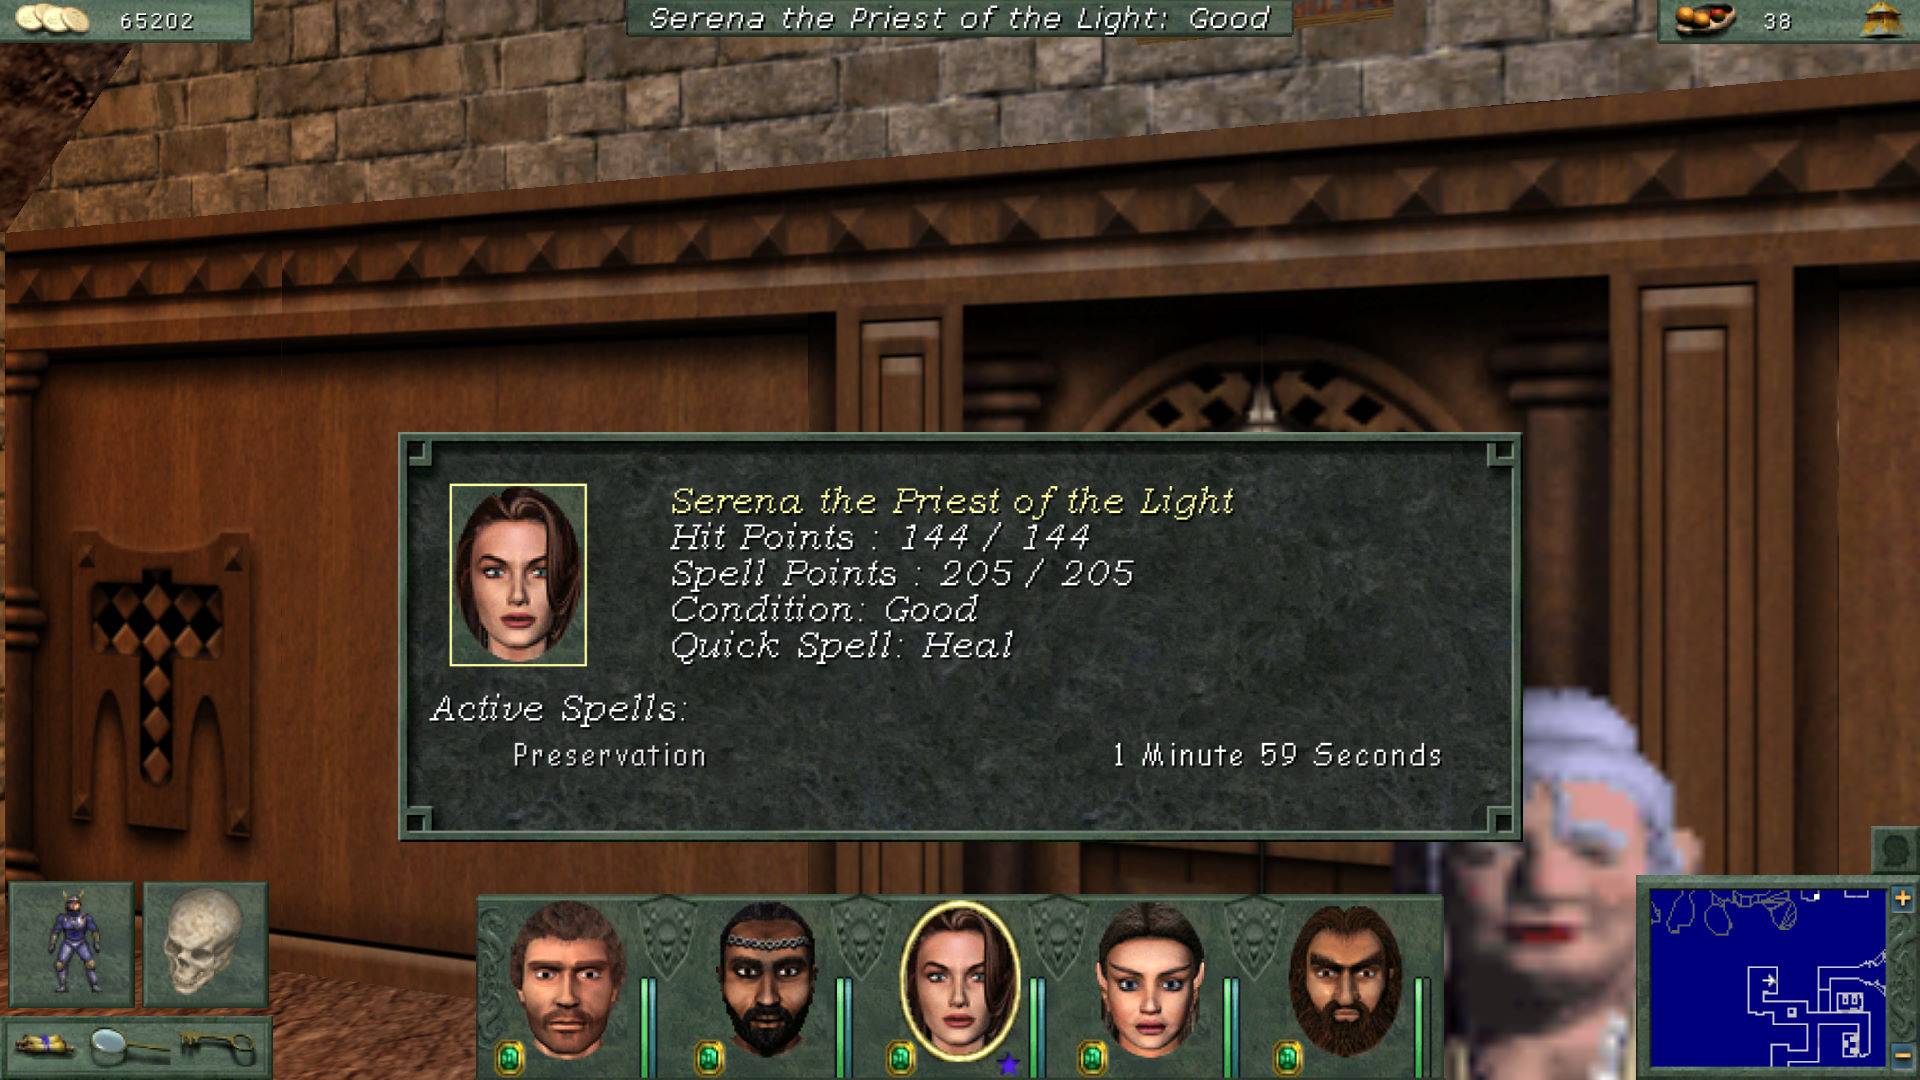 65202
Serena the Priest of the Light: Good
38
Serena the Priest of the Light
Hit Points : 144 / 144
Spell Points : 205 / 205
Condition: Good
Quick Spell: Heal
Active Spells:
Preservation 1 Minute 59 Seconds